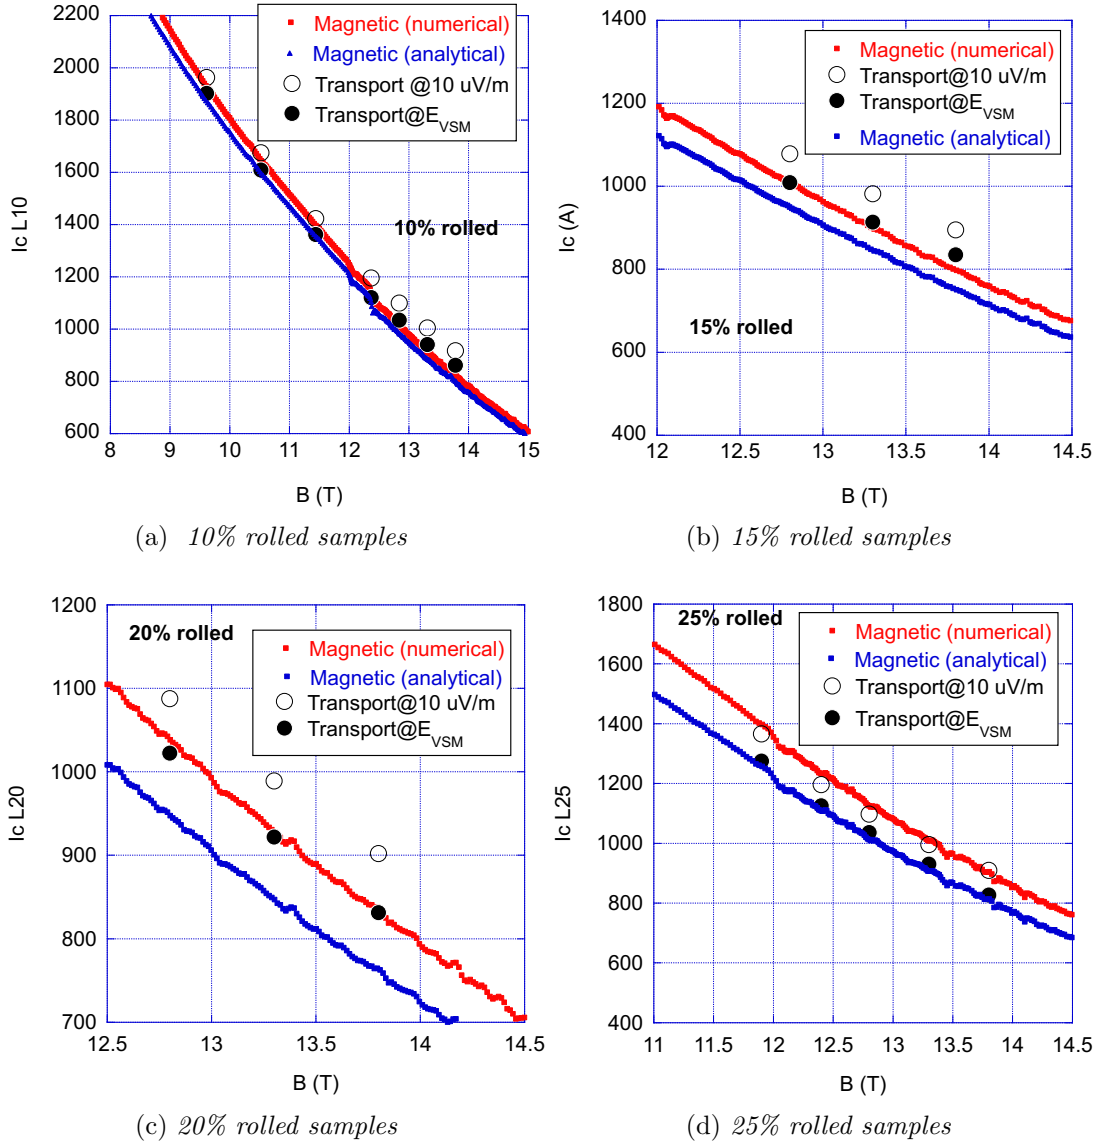 2200
2000
1800
1600
1400
1200
1000
800
600
Ic L10
Magnetic (numerical)
Magnetic (analytical)
Transport @10 uV/m
Transport@E_VSM
10% rolled
8 9 10 11 12 13 14 15
B (T)
(a) 10% rolled samples
1400
1200
1000
800
600
400
Ic (A)
Magnetic (numerical)
Transport@10 uV/m
Transport@E_VSM
Magnetic (analytical)
15% rolled
12 12.5 13 13.5 14 14.5
B (T)
(b) 15% rolled samples
1200
1100
1000
900
800
700
Ic L20
20% rolled
Magnetic (numerical)
Magnetic (analytical)
Transport@10 uV/m
Transport@E_VSM
12.5 13 13.5 14 14.5
B (T)
(c) 20% rolled samples
1800
1600
1400
1200
1000
800
600
400
Ic L25
25% rolled
Magnetic (numerical)
Magnetic (analytical)
Transport@10 uV/m
Transport@E_VSM
11 11.5 12 12.5 13 13.5 14 14.5
B (T)
(d) 25% rolled samples